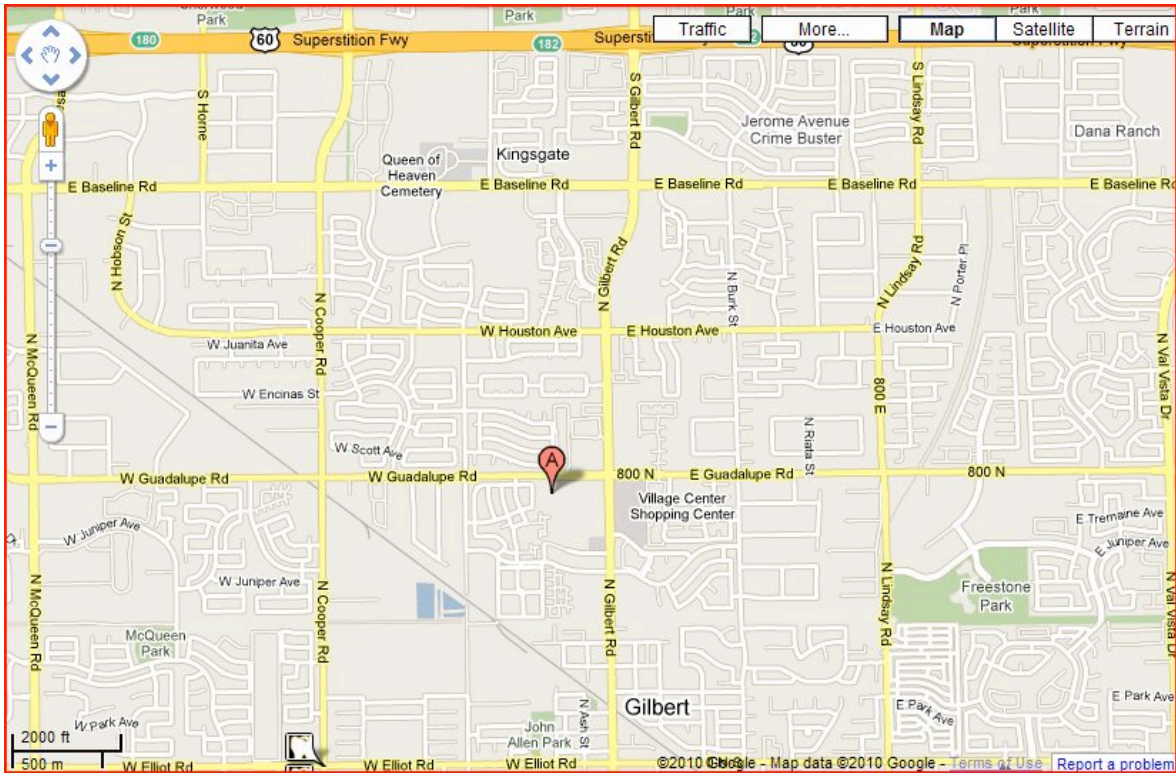 Park
Park
Park
Traffic
More...
Map
Satellite
Terrain
180
60
Superstition Fwy
182
S Horne
S Gilbert Rd
S Lindsay Rd
Jerome Avenue
Crime Buster
Dana Ranch
Queen of
Heaven
Cemetery
Kingsgate
E Baseline Rd
E Baseline Rd
E Baseline Rd
E Baseline Rd
E Baseline Rd
N Hobson St
N Gilbert Rd
N Lindsay Rd
N Porter Pl
N Burk St
N McQueen Rd
N Cooper Rd
W Houston Ave
E Houston Ave
E Houston Ave
W Juanita Ave
N Val Vista Dr
W Encinas St
800 E
N Riata St
W Scott Ave
A
W Guadalupe Rd
W Guadalupe Rd
800 N
E Guadalupe Rd
800 N
Village Center
Shopping Center
W Juniper Ave
E Tremaine Ave
E Juniper Ave
W Juniper Ave
N McQueen Rd
N Cooper Rd
N Gilbert Rd
N Lindsay Rd
N Val Vista Dr
Freestone
Park
McQueen
Park
Gilbert
E Park Ave
E Park Ave
W Park Ave
N Ash St
John
Allen Park
2000 ft
500 m
W Elliot Rd
W Elliot Rd
W Elliot Rd
©2010 Google - Map data ©2010 Google - Terms of Use
Report a problem